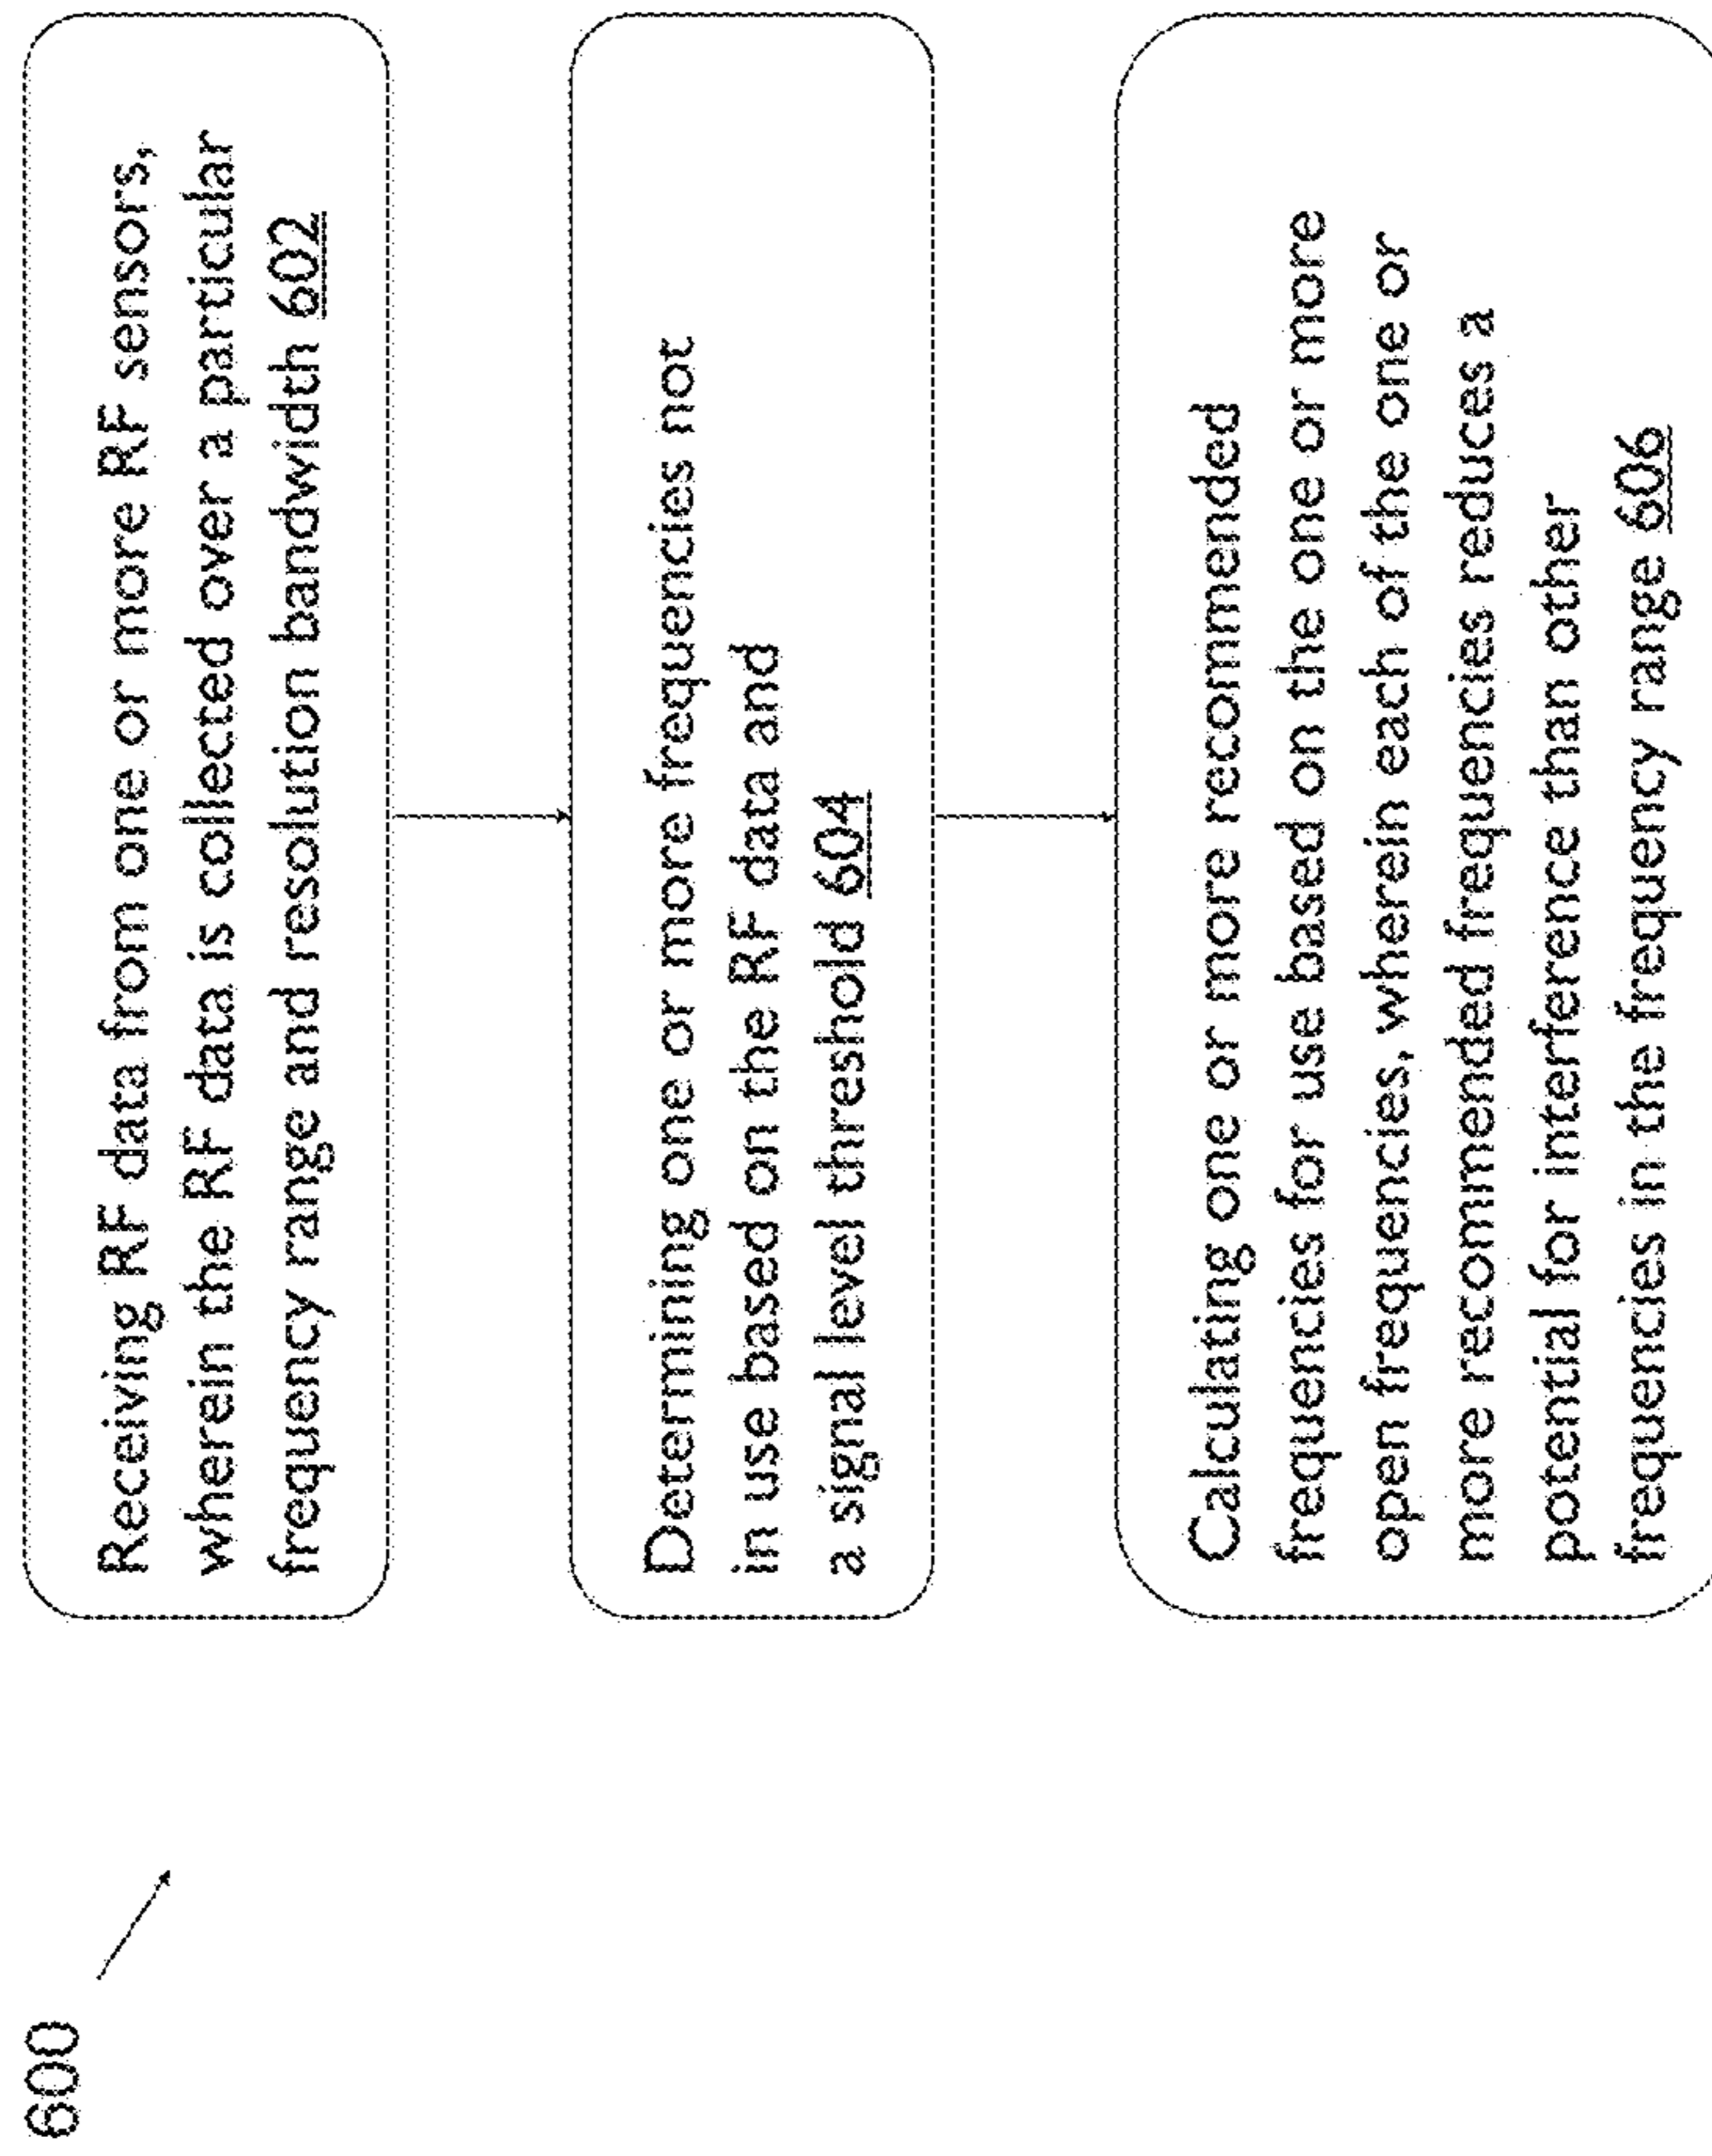 600
Receiving RF data from one or more RF sensors,
wherein the RF data is collected over a particular
frequency range and resolution bandwidth 602
Determining one or more frequencies not
in use based on the RF data and
a signal level threshold 604
Calculating one or more recommended
frequencies for use based on the one or more
open frequencies, wherein each of the one or
more recommended frequencies reduces a
potential for interference than other
frequencies in the frequency range 606